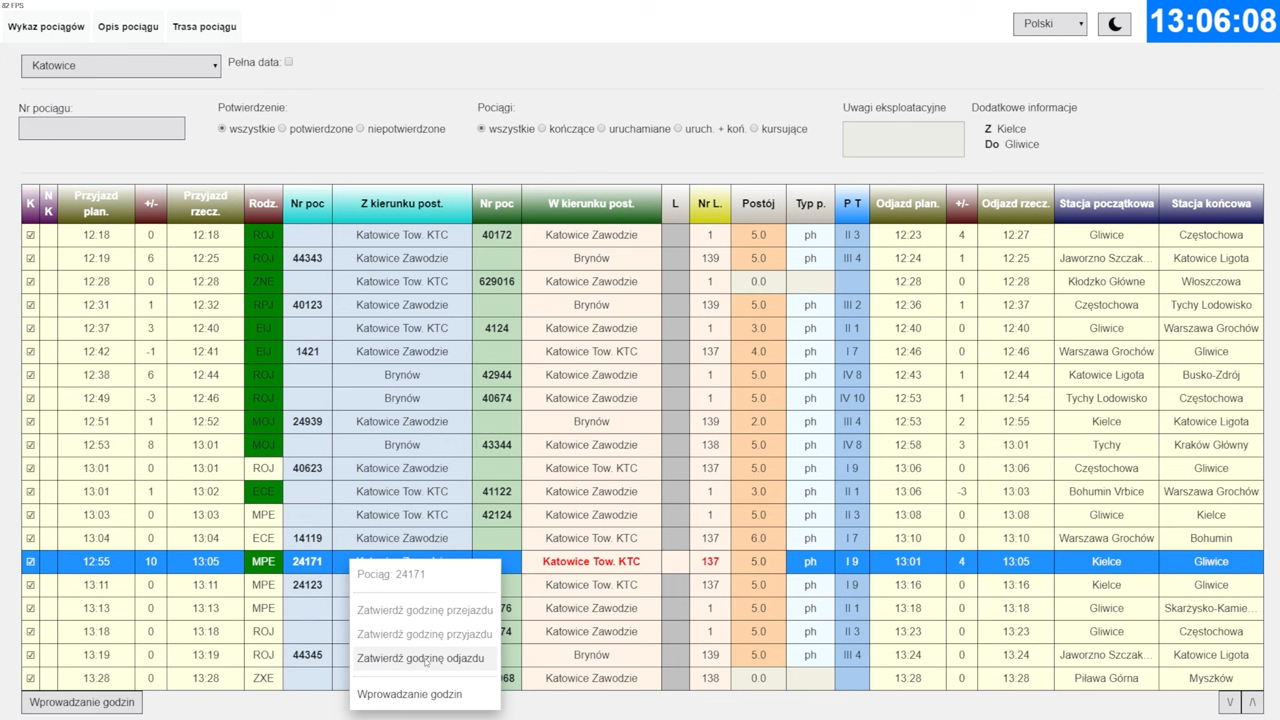 82 FPS
Wykaz pociągów Opis pociągu Trasa pociągu Polski 13:06:08
Katowice Pełna data:
Nr pociągu: Potwierdzenie: Pociągi: Uwagi eksploatacyjne Dodatkowe informacje
wszystkie potwierdzone niepotwierdzone wszystkie kończące uruchamiane uruch. + koń. kursujące Z Kielce
Do Gliwice
K N K Przyjazd plan. +/- Przyjazd rzecz. Rodz. Nr poc Z kierunku post. Nr poc W kierunku post. L Nr L. Postój Typ p. P T Odjazd plan. +/- Odjazd rzecz. Stacja początkowa Stacja końcowa
12:18 0 12:18 ROJ Katowice Tow. KTC 40172 Katowice Zawodzie 1 5.0 ph II 3 12:23 4 12:27 Gliwice Częstochowa
12:19 6 12:25 ROJ 44343 Katowice Zawodzie Brynów 139 5.0 ph III 4 12:24 1 12:25 Jaworzno Szczak... Katowice Ligota
12:28 0 12:28 ZNE Katowice Tow. KTC 629016 Katowice Zawodzie 1 0.0 12:28 0 12:28 Kłodzko Główne Włoszczowa
12:31 1 12:32 RPJ 40123 Katowice Zawodzie Brynów 139 5.0 ph III 2 12:36 1 12:37 Częstochowa Tychy Lodowisko
12:37 3 12:40 EIJ Katowice Tow. KTC 4124 Katowice Zawodzie 1 3.0 ph II 1 12:40 0 12:40 Gliwice Warszawa Grochów
12:42 -1 12:41 EIJ 1421 Katowice Zawodzie Katowice Tow. KTC 137 4.0 ph I 7 12:46 0 12:46 Warszawa Grochów Gliwice
12:38 6 12:44 ROJ Brynów 42944 Katowice Zawodzie 1 5.0 ph IV 8 12:43 1 12:44 Katowice Ligota Busko-Zdrój
12:49 -3 12:46 ROJ Brynów 40674 Katowice Zawodzie 1 5.0 ph IV 10 12:53 1 12:54 Tychy Lodowisko Częstochowa
12:51 1 12:52 MOJ 24939 Katowice Zawodzie Brynów 139 2.0 ph III 4 12:53 2 12:55 Kielce Katowice Ligota
12:53 8 13:01 MOJ Brynów 43344 Katowice Zawodzie 138 5.0 ph IV 8 12:58 3 13:01 Tychy Kraków Główny
13:01 0 13:01 ROJ 40623 Katowice Zawodzie Katowice Tow. KTC 137 5.0 ph I 9 13:06 0 13:06 Częstochowa Gliwice
13:01 1 13:02 ECE Katowice Tow. KTC 41122 Katowice Zawodzie 1 3.0 ph II 1 13:06 -3 13:03 Bohumin Vrbice Warszawa Grochów
13:03 0 13:03 MPE Katowice Tow. KTC 42124 Katowice Zawodzie 1 5.0 ph II 3 13:08 0 13:08 Gliwice Kielce
13:04 0 13:04 ECE 14119 Katowice Zawodzie Katowice Zawodzie 138 6.0 ph I 7 13:10 0 13:10 Warszawa Grochów Bohumin
12:55 10 13:05 MPE 24171 Katowice Tow. KTC 137 5.0 ph I 9 13:01 4 13:05 Kielce Gliwice
13:11 0 13:11 MPE 24123 Katowice Tow. KTC 137 5.0 ph I 9 13:16 0 13:16 Kielce Gliwice
13:13 0 13:13 MPE 76 Katowice Zawodzie 1 5.0 ph II 1 13:18 0 13:18 Gliwice Skarżysko-Kamie...
13:18 0 13:18 ROJ 74 Katowice Zawodzie 1 5.0 ph II 3 13:23 0 13:23 Gliwice Częstochowa
13:19 0 13:19 ROJ 44345 Brynów 139 5.0 ph III 4 13:24 0 13:24 Jaworzno Szczak... Katowice Ligota
13:28 0 13:28 ZXE 068 Katowice Zawodzie 138 0.0 13:28 0 13:28 Piława Górna Myszków
Pociąg: 24171
Zatwierdź godzinę przejazdu
Zatwierdź godzinę przyjazdu
Zatwierdź godzinę odjazdu
Wprowadzanie godzin
Wprowadzanie godzin V /\